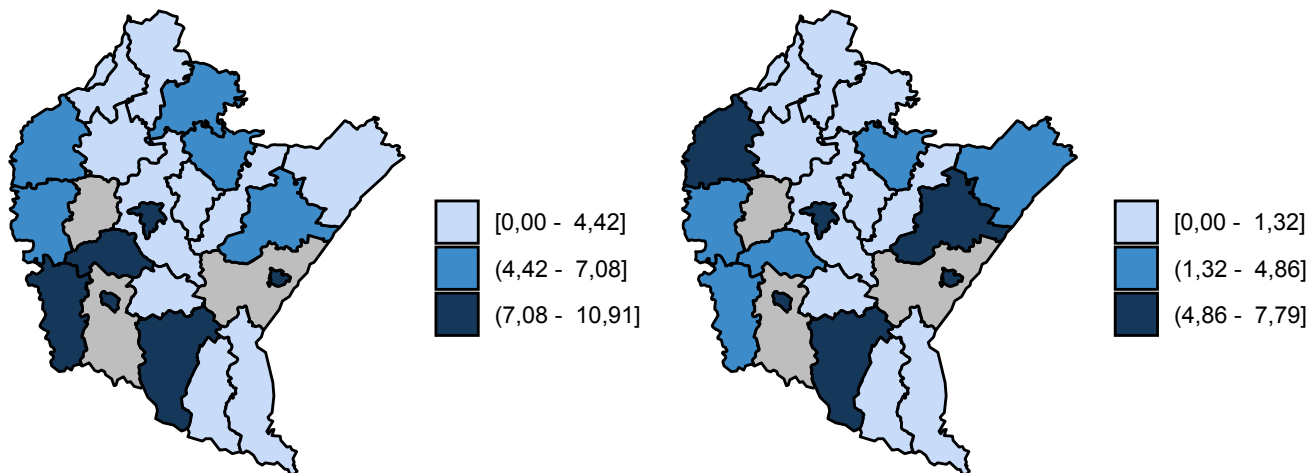 [0,00 - 4,42]
(4,42 - 7,08]
(7,08 - 10,91]
[0,00 - 1,32]
(1,32 - 4,86]
(4,86 - 7,79]